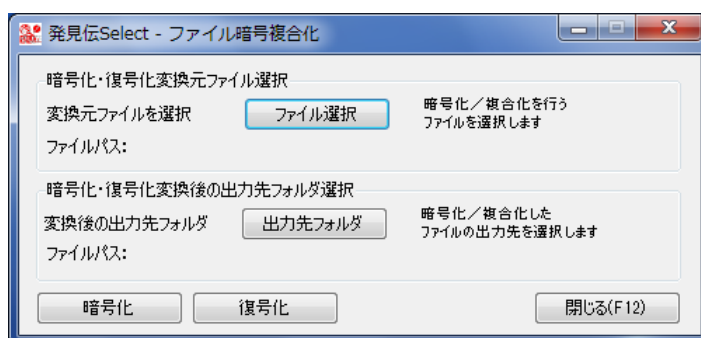 発見伝Select - ファイル暗号複合化
暗号化・復号化変換元ファイル選択
変換元ファイルを選択 ファイル選択 暗号化／複合化を行う
ファイルを選択します
ファイルパス：
暗号化・復号化変換後の出力先フォルダ選択
変換後の出力先フォルダ 出力先フォルダ 暗号化／複合化した
ファイルの出力先を選択します
ファイルパス：
暗号化 復号化 閉じる(F12)